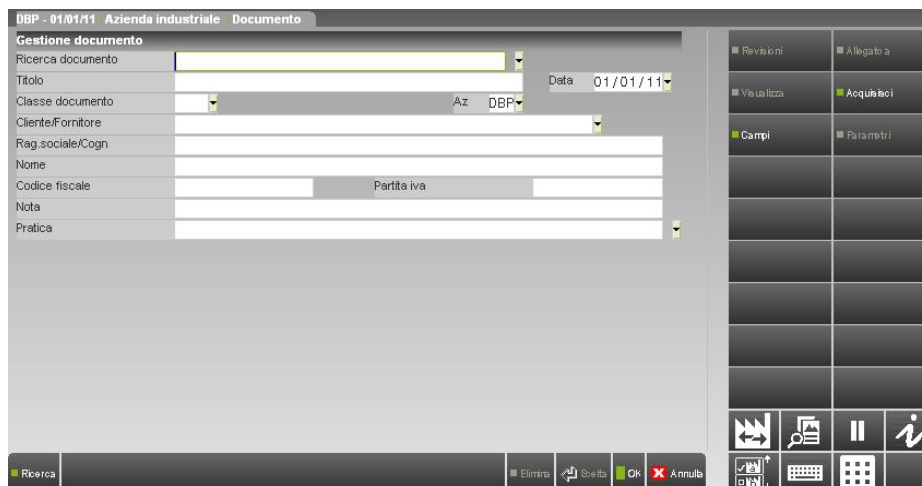 DBP - 01/01/11 Azienda industriale Documento
Gestione documento
Ricerca documento
Titolo Data 01/01/11
Classe documento Az DBP
Cliente/Fornitore
Rag.sociale/Cogn
Nome
Codice fiscale Partita iva
Nota
Pratica
Revisioni Allegato a
Visualizza Acquisisci
Campi Parametri
Ricerca Elimina Scelta OK Annulla